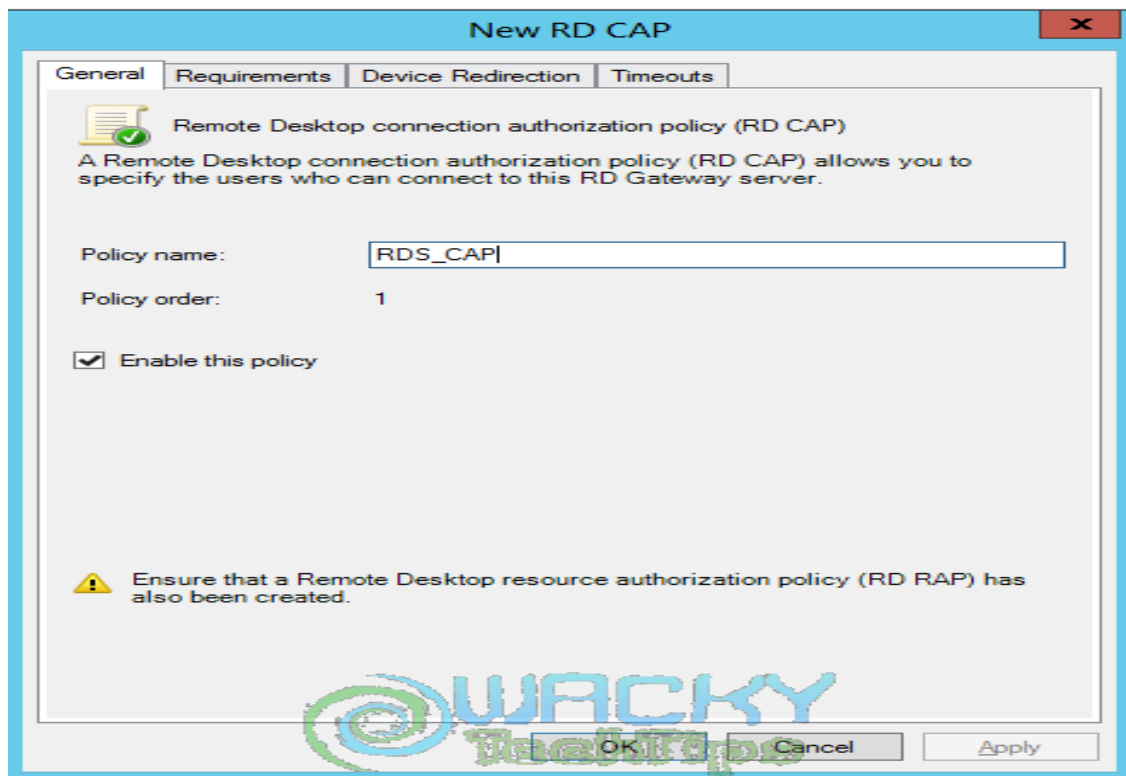 New RD CAP
x
General
Requirements
Device Redirection
Timeouts
Remote Desktop connection authorization policy (RD CAP)
A Remote Desktop connection authorization policy (RD CAP) allows you to
specify the users who can connect to this RD Gateway server.
Policy name:
RDS_CAP
Policy order:
1
Enable this policy
Ensure that a Remote Desktop resource authorization policy (RD RAP) has
also been created.
WACKY
TechTips
OK
Cancel
Apply